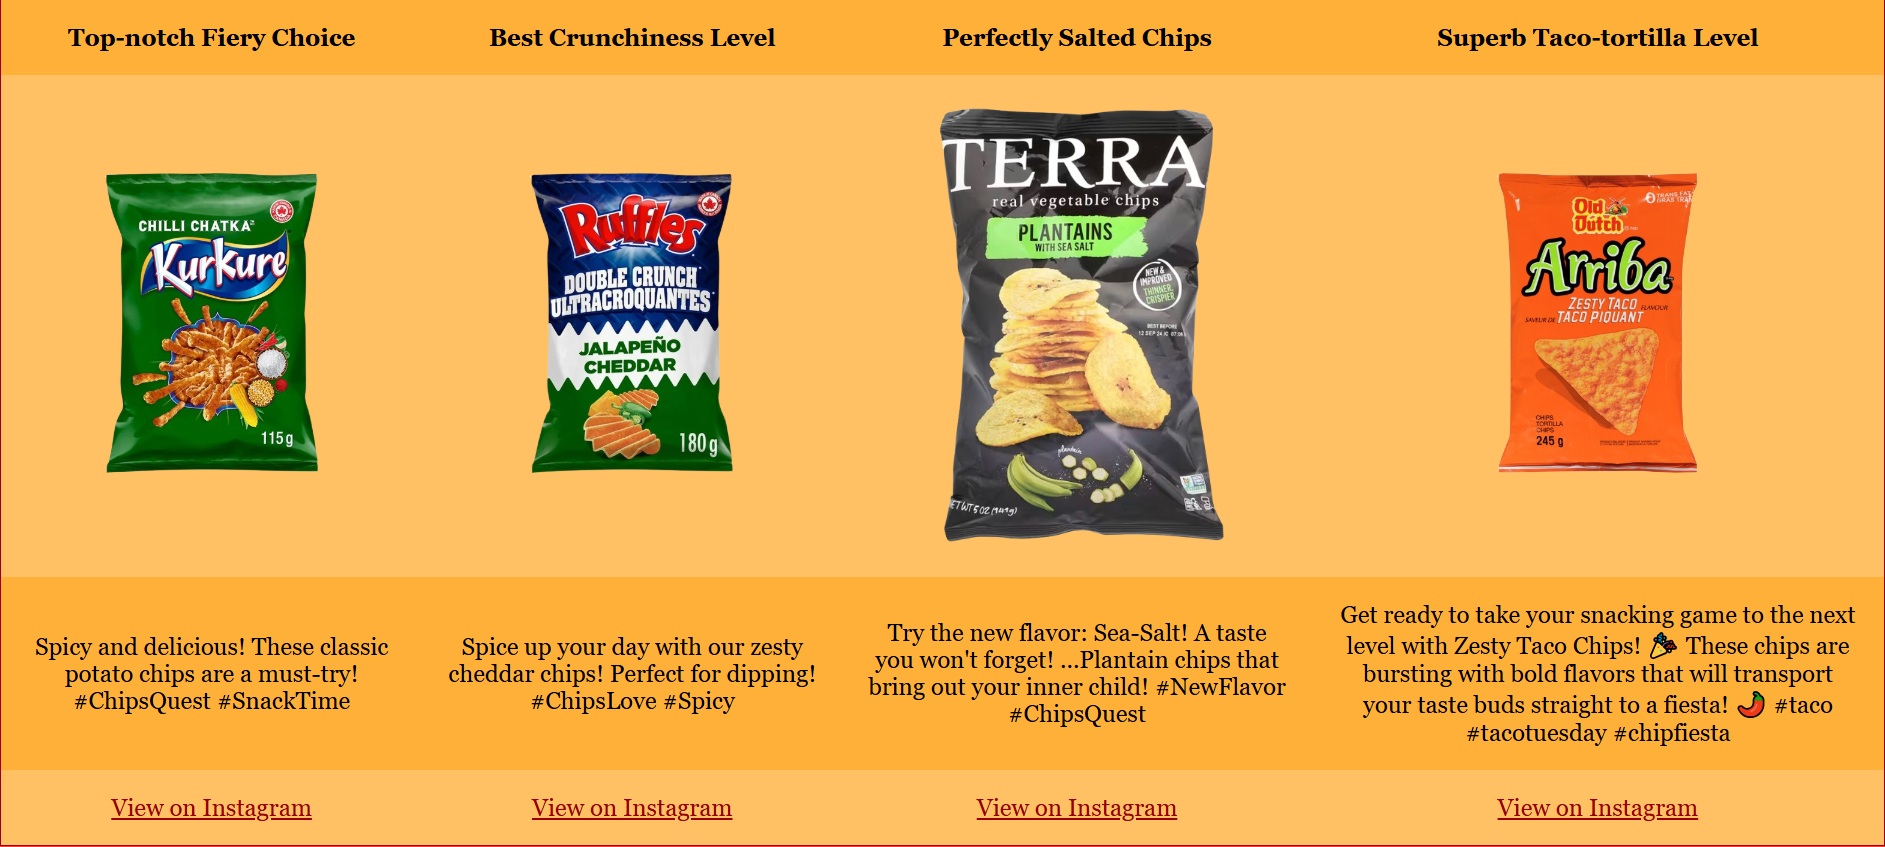 Top-notch Fiery Choice
Best Crunchiness Level
Perfectly Salted Chips
Superb Taco-tortilla Level
CHILLI CHATKA
Kurkure
115g
Ruffles
DOUBLE CRUNCH
ULTRACROQUANTES
JALAPEÑO
CHEDDAR
180g
TERRA
real vegetable chips
PLANTAINS
WITH SEA SALT
NEW &
IMPROVED
THINNER,
CRISPIER
BEST BEFORE
plantain
ET WT 5 OZ (141g)
Old
Dutch
Arriba
ZESTY TACO FLAVOUR
SAVEUR DE TACO PIQUANT
CHIPS
TORTILLA
CHIPS
245 g
Spicy and delicious! These classic
potato chips are a must-try!
#ChipsQuest #SnackTime
Spice up your day with our zesty
cheddar chips! Perfect for dipping!
#ChipsLove #Spicy
Try the new flavor: Sea-Salt! A taste
you won't forget! ...Plantain chips that
bring out your inner child! #NewFlavor
#ChipsQuest
Get ready to take your snacking game to the next
level with Zesty Taco Chips! 🎉 These chips are
bursting with bold flavors that will transport
your taste buds straight to a fiesta! 🌶️ #taco
#tacotuesday #chipfiesta
View on Instagram
View on Instagram
View on Instagram
View on Instagram